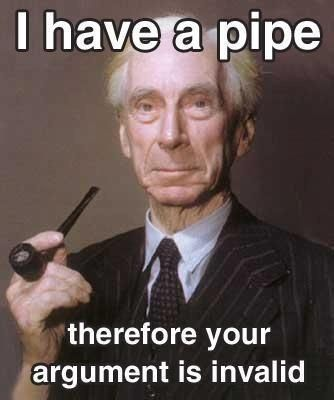 I have a pipe
therefore your
argument is invalid